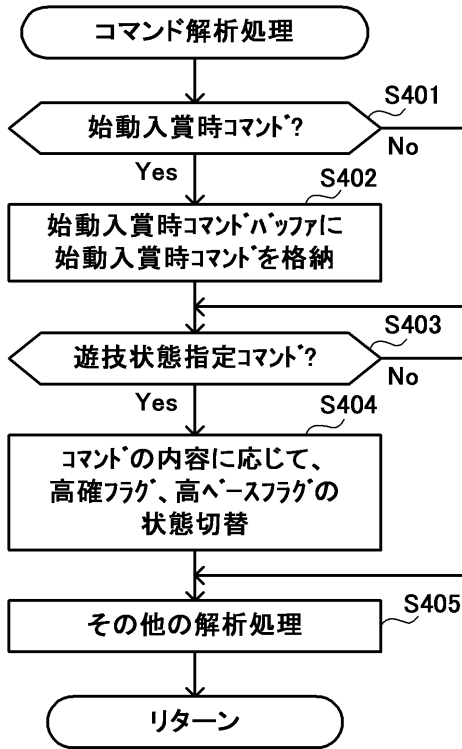 コマンド解析処理
S401
始動入賞時コマンド?
No
Yes
S402
始動入賞時コマンドバッファに
始動入賞時コマンドを格納
S403
遊技状態指定コマンド?
No
Yes
S404
コマンドの内容に応じて、
高確フラグ、高ベースフラグの
状態切替
S405
その他の解析処理
リターン